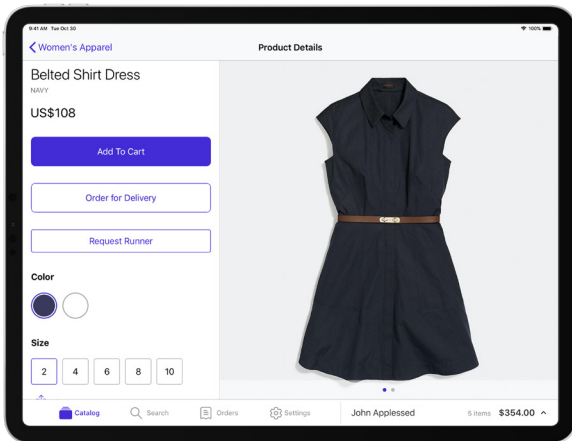 9:41 AM Tue Oct 30
100%
Women's Apparel
Product Details
Belted Shirt Dress
NAVY
US$108
Add To Cart
Order for Delivery
Request Runner
Color
Size
2 4 6 8 10
Catalog
Search
Orders
Settings
John Applessed
5 items $354.00